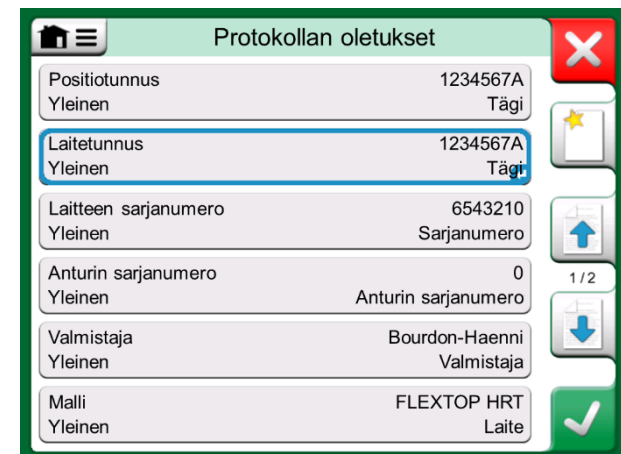 Protokollan oletukset
Positiotunnus 1234567A
Yleinen Tägi
Laitetunnus 1234567A
Yleinen Tägi
Laitteen sarjanumero 6543210
Yleinen Sarjanumero
Anturin sarjanumero 0
Yleinen Anturin sarjanumero
1 / 2
Valmistaja Bourdon-Haenni
Yleinen Valmistaja
Malli FLEXTOP HRT
Yleinen Laite